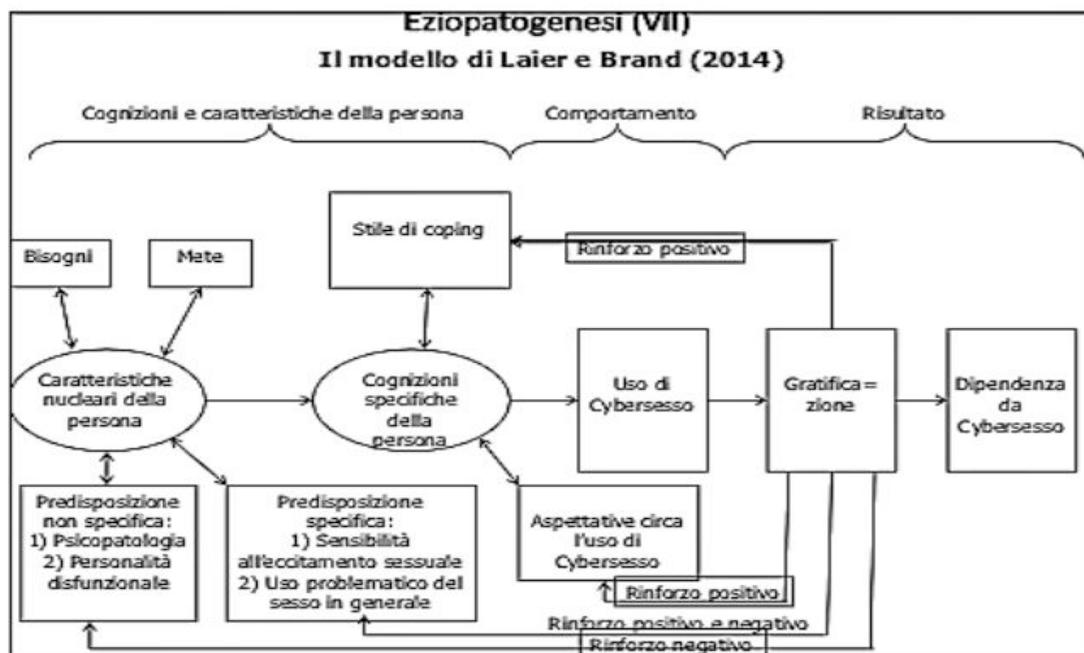 Eziopatogenesi (VII)
Il modello di Laier e Brand (2014)
Cognizioni e caratteristiche della persona
Comportamento
Risultato
Bisogni
Mete
Stile di coping
Rinforzo positivo
Caratteristiche
nucleari della
persona
Cognizioni
specifiche
della
persona
Uso di
Cybersesso
Gratifica=
zione
Dipendenza
da
Cybersesso
Predisposizione
non specifica:
1) Psicopatologia
2) Personalità
disfunzionale
Predisposizione
specifica:
1) Sensibilità
all'eccitamento sessuale
2) Uso problematico del
sesso in generale
Aspettative circa
l'uso di
Cybersesso
Rinforzo positivo
Rinforzo positivo e negativo
Rinforzo negativo